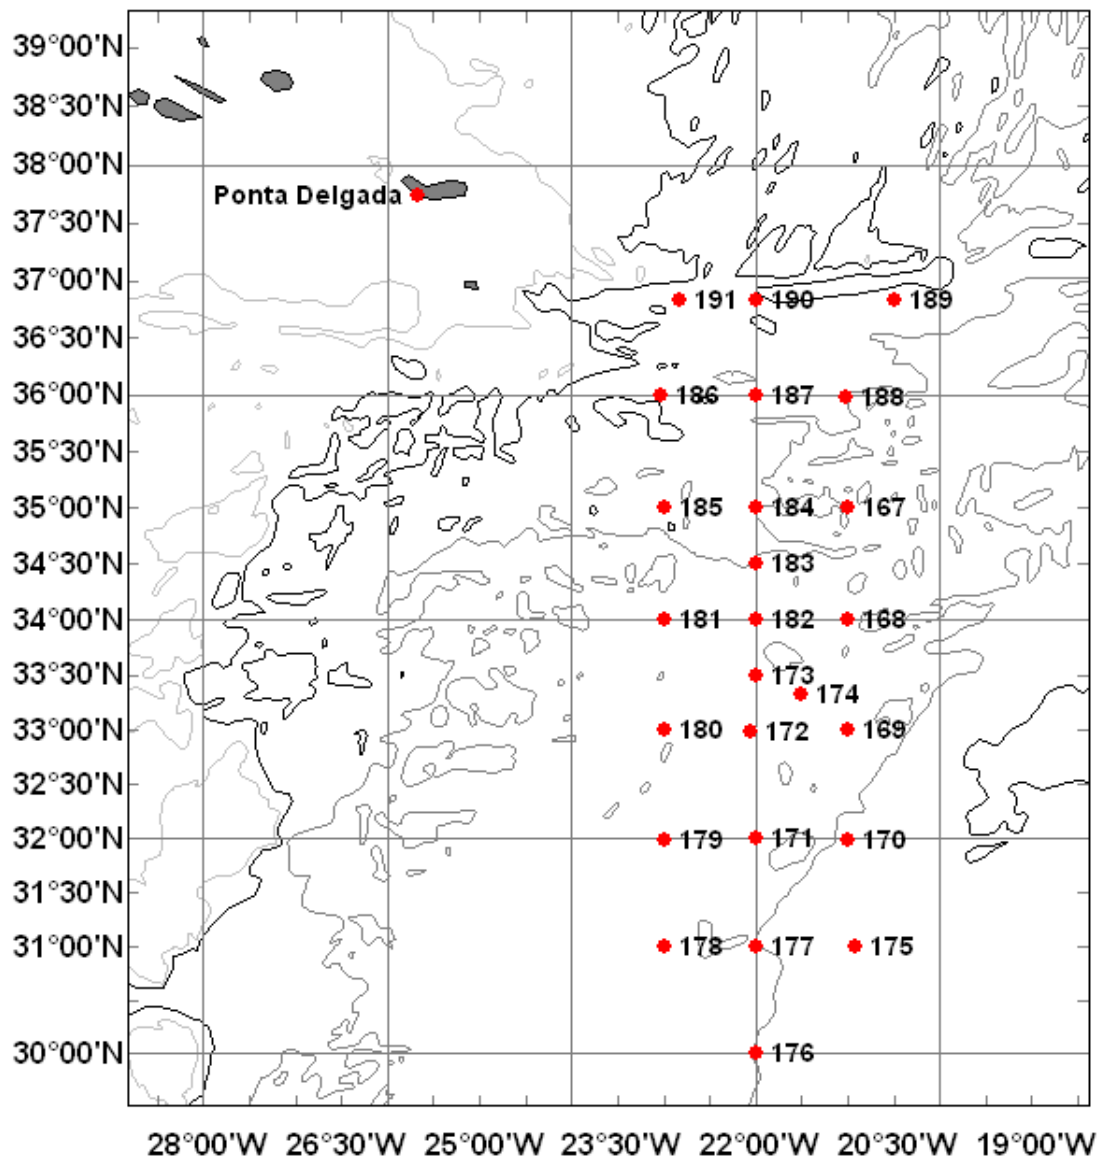 39°00'N
38°30'N
38°00'N
Ponta Delgada
37°30'N
37°00'N
191 190 189
36°30'N
36°00'N 186 187 188
35°30'N
35°00'N 185 184 167
34°30'N 183
34°00'N 181 182 168
33°30'N 173
174
33°00'N 180 172 169
32°30'N
32°00'N 179 171 170
31°30'N
31°00'N 178 177 175
30°00'N 176
28°00'W 26°30'W 25°00'W 23°30'W 22°00'W 20°30'W 19°00'W